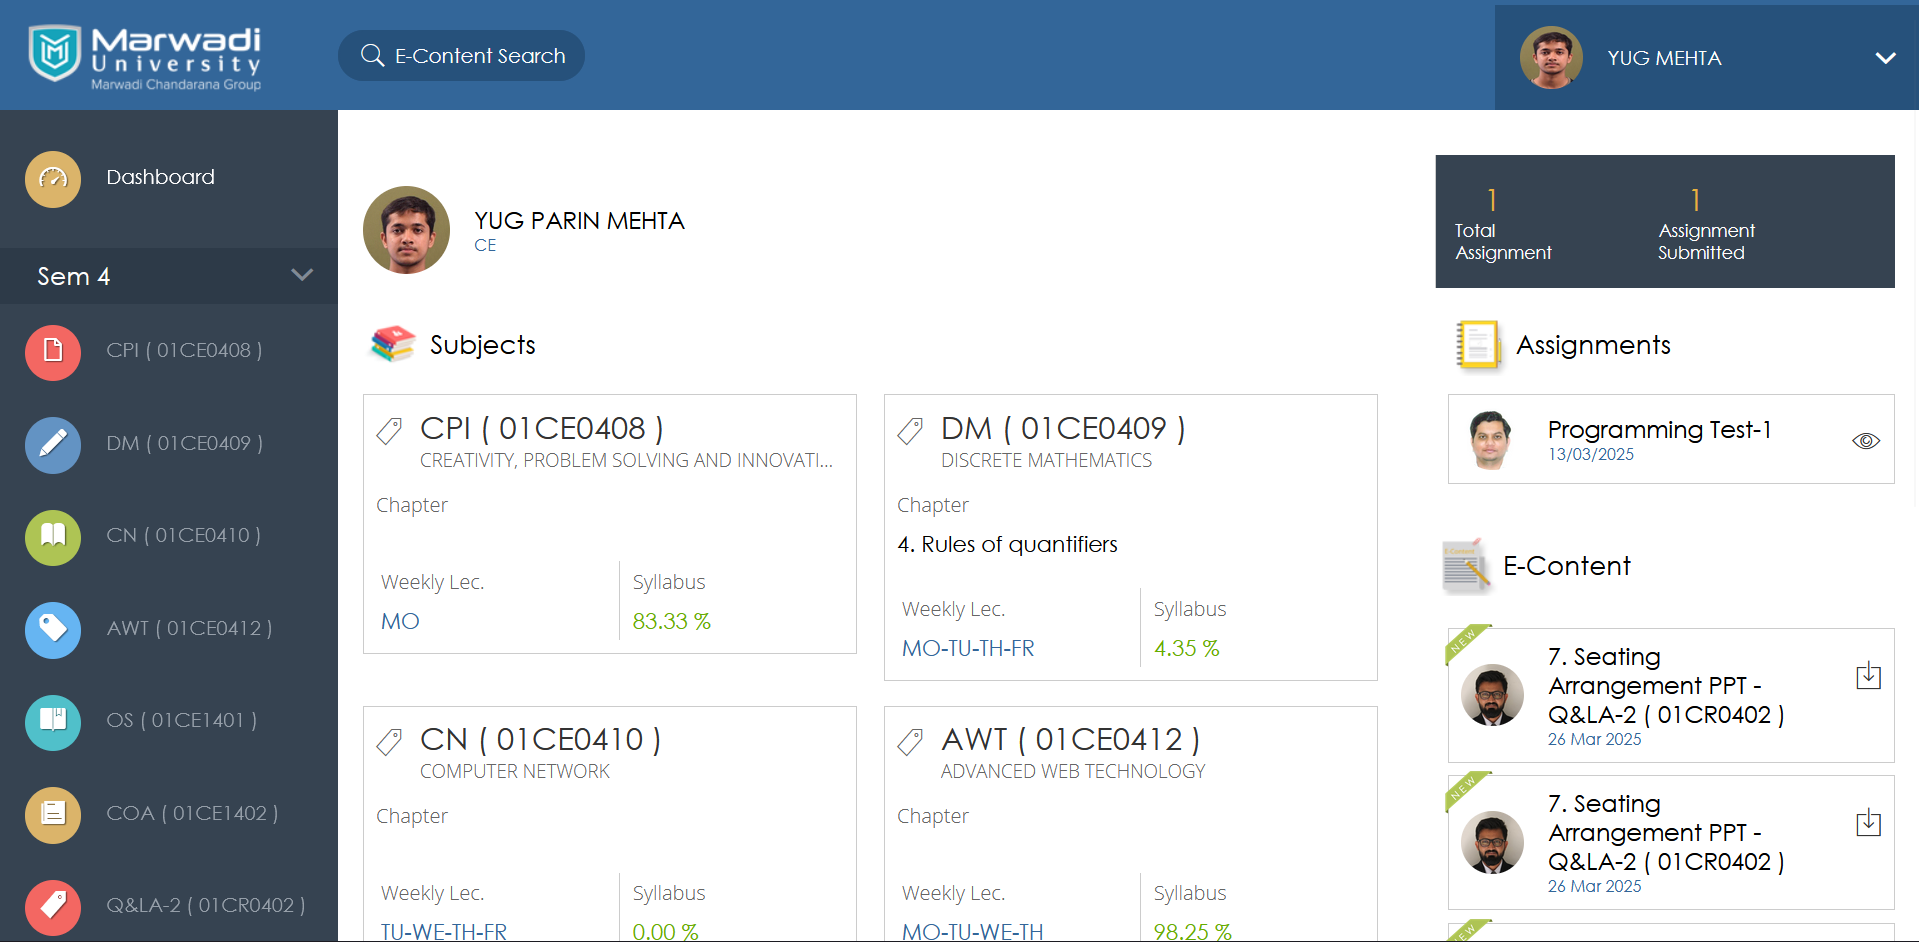 Marwadi
University
Marwadi Chandarana Group
E-Content Search
YUG MEHTA
Dashboard
Sem 4
CPI ( 01CE0408 )
DM ( 01CE0409 )
CN ( 01CE0410 )
AWT ( 01CE0412 )
OS ( 01CE1401 )
COA ( 01CE1402 )
Q&LA-2 ( 01CR0402 )
YUG PARIN MEHTA
CE
Subjects
CPI ( 01CE0408 )
CREATIVITY, PROBLEM SOLVING AND INNOVATI...
Chapter
Weekly Lec.
MO
Syllabus
83.33 %
DM ( 01CE0409 )
DISCRETE MATHEMATICS
Chapter
4. Rules of quantifiers
Weekly Lec.
MO-TU-TH-FR
Syllabus
4.35 %
CN ( 01CE0410 )
COMPUTER NETWORK
Chapter
Weekly Lec.
TU-WE-TH-FR
Syllabus
0.00 %
AWT ( 01CE0412 )
ADVANCED WEB TECHNOLOGY
Chapter
Weekly Lec.
MO-TU-WE-TH
Syllabus
98.25 %
1
Total
Assignment
1
Assignment
Submitted
Assignments
Programming Test-1
13/03/2025
E-Content
E-Content
NEW
7. Seating
Arrangement PPT -
Q&LA-2 ( 01CR0402 )
26 Mar 2025
NEW
7. Seating
Arrangement PPT -
Q&LA-2 ( 01CR0402 )
26 Mar 2025
NEW